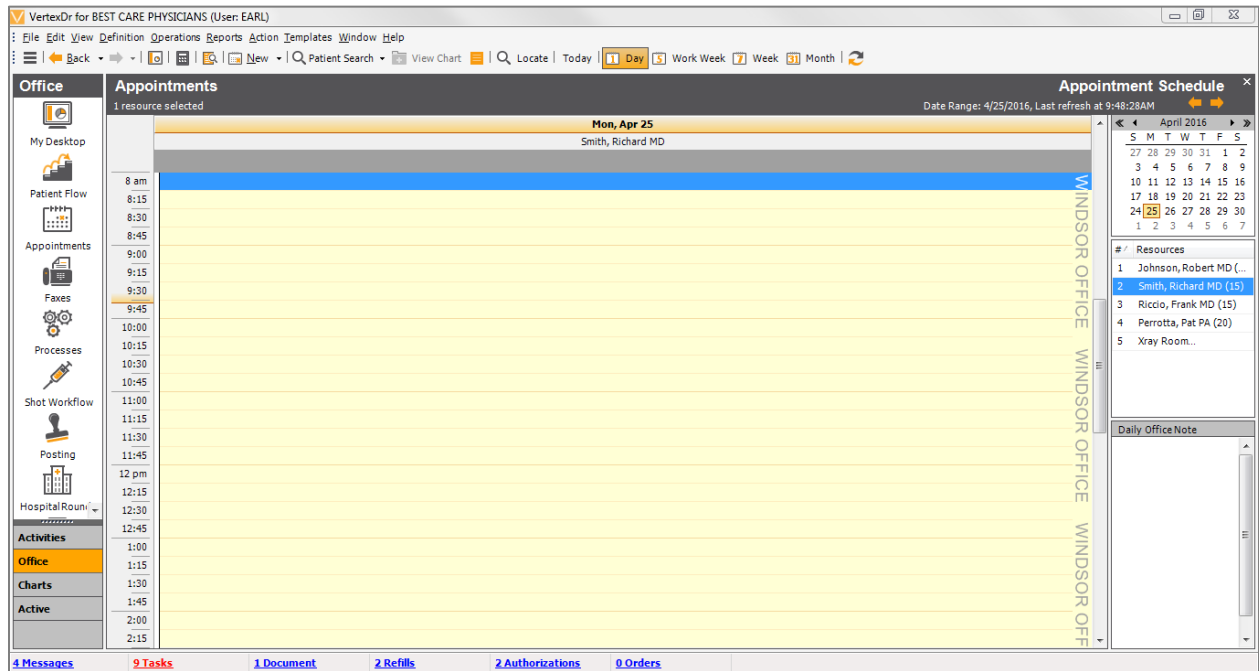 VertexDr for BEST CARE PHYSICIANS (User: EARL)
File Edit View Definition Operations Reports Action Templates Window Help
Back New Patient Search View Chart Locate Today 1 Day 5 Work Week 7 Week 31 Month
Office
My Desktop
Patient Flow
Appointments
Faxes
Processes
Shot Workflow
Posting
Hospital Roun
Activities
Office
Charts
Active
Appointments
1 resource selected
Appointment Schedule
Date Range: 4/25/2016, Last refresh at 9:48:28AM
Mon, Apr 25
Smith, Richard MD
8 am
8:15
8:30
8:45
9:00
9:15
9:30
9:45
10:00
10:15
10:30
10:45
11:00
11:15
11:30
11:45
12 pm
12:15
12:30
12:45
1:00
1:15
1:30
1:45
2:00
2:15
WINDSOR OFFICE
WINDSOR OFFICE
WINDSOR OFF
April 2016
S M T W T F S
27 28 29 30 31 1 2
3 4 5 6 7 8 9
10 11 12 13 14 15 16
17 18 19 20 21 22 23
24 25 26 27 28 29 30
1 2 3 4 5 6 7
# Resources
1 Johnson, Robert MD (...
2 Smith, Richard MD (15)
3 Riccio, Frank MD (15)
4 Perrotta, Pat PA (20)
5 Xray Room...
Daily Office Note
4 Messages 9 Tasks 1 Document 2 Refills 2 Authorizations 0 Orders